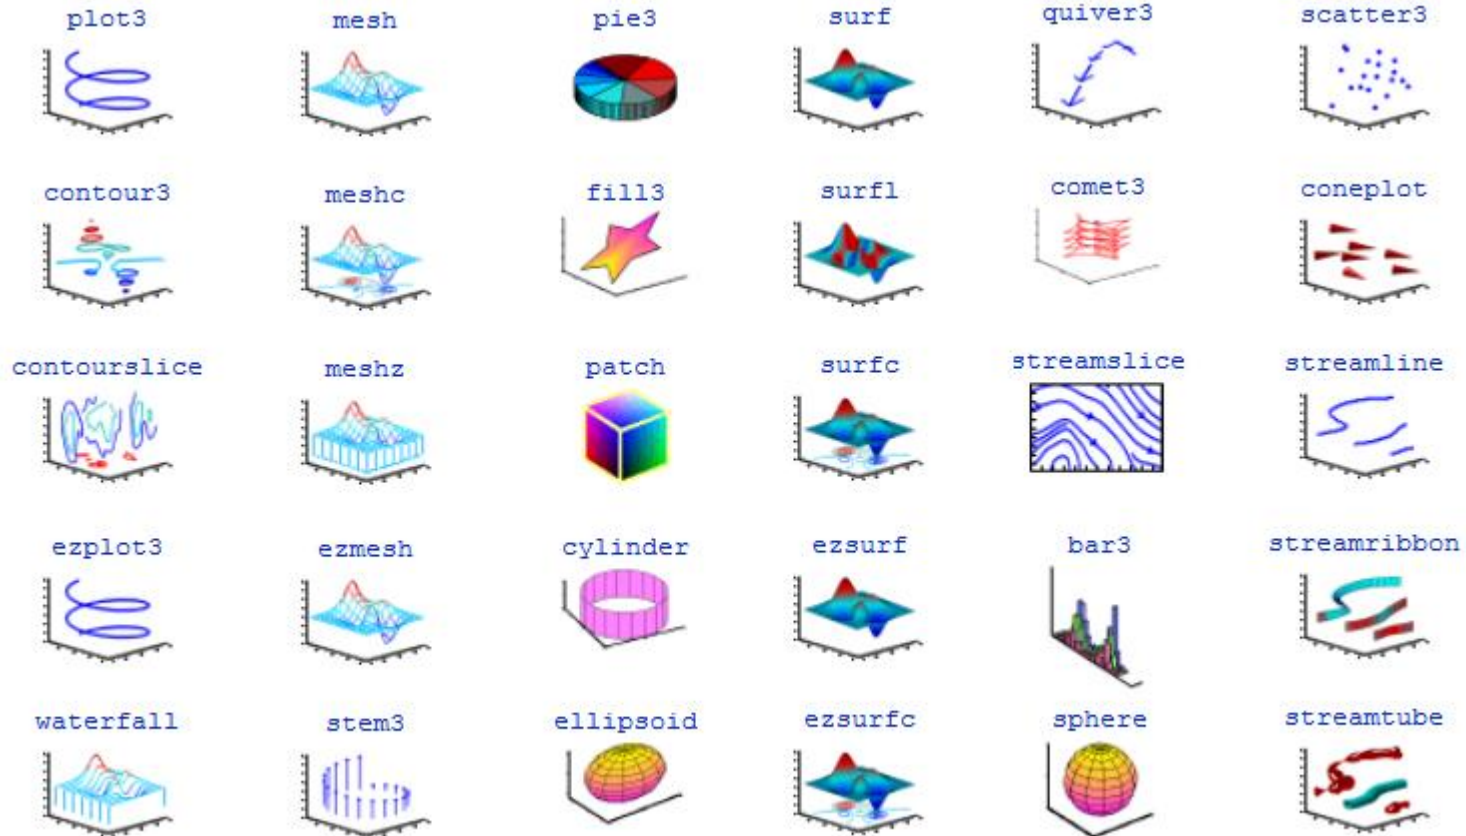 plot3 mesh pie3 surf quiver3 scatter3
contour3 meshc fill3 surfl comet3 coneplot
contourslice meshz patch surfc streamslice streamline
ezplot3 ezmesh cylinder ezsurf bar3 streamribbon
waterfall stem3 ellipsoid ezsurfc sphere streamtube